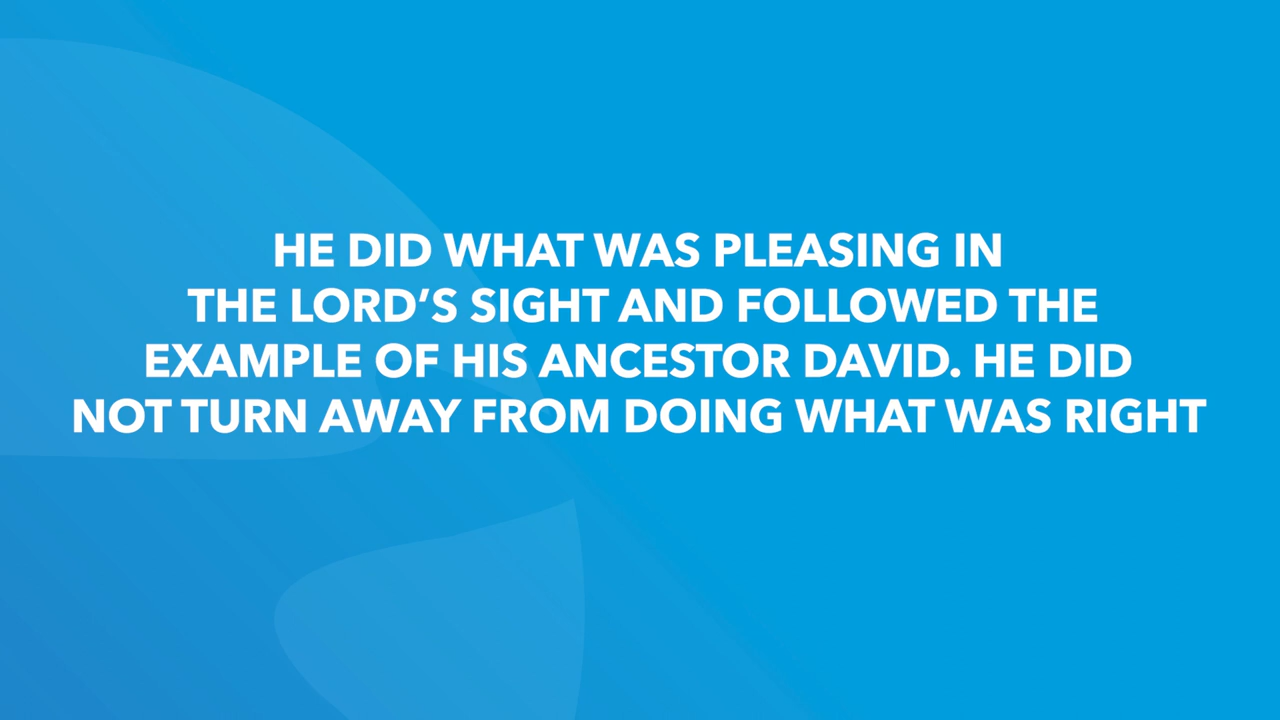 HE DID WHAT WAS PLEASING IN
THE LORD’S SIGHT AND FOLLOWED THE
EXAMPLE OF HIS ANCESTOR DAVID. HE DID
NOT TURN AWAY FROM DOING WHAT WAS RIGHT